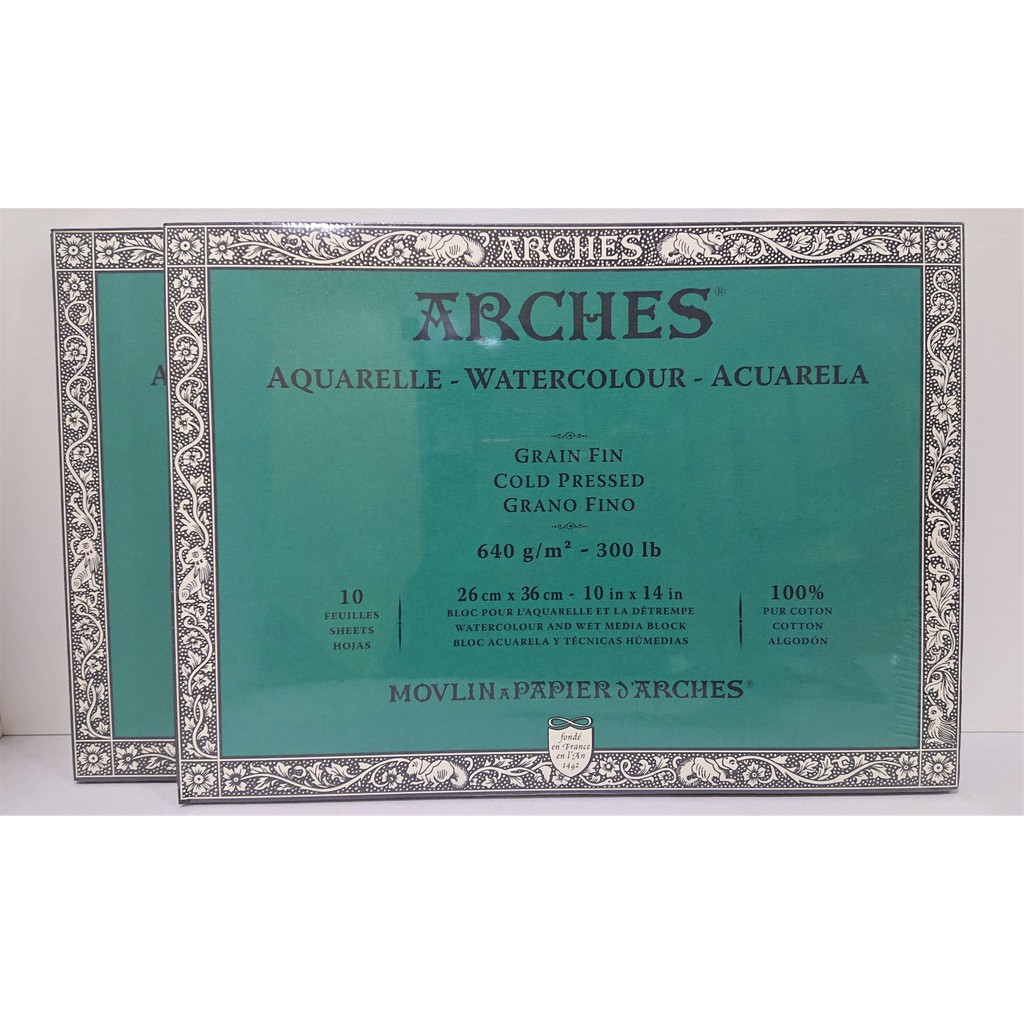 ARCHES
ARCHES®
AQUARELLE - WATERCOLOUR - ACUARELA
GRAIN FIN
COLD PRESSED
GRANO FINO
640 g/m² - 300 lb
10
FEUILLES
SHEETS
HOJAS
26 cm x 36 cm - 10 in x 14 in
BLOC POUR L'AQUARELLE ET LA DÉTREMPE
WATERCOLOUR AND WET MEDIA BLOCK
BLOC ACUARELA Y TÉCNICAS HÚMEDIAS
100%
PUR COTON
COTTON
ALGODÓN
MOVLIN A PAPIER D'ARCHES®
fondé
en France
en l'An
1492
A